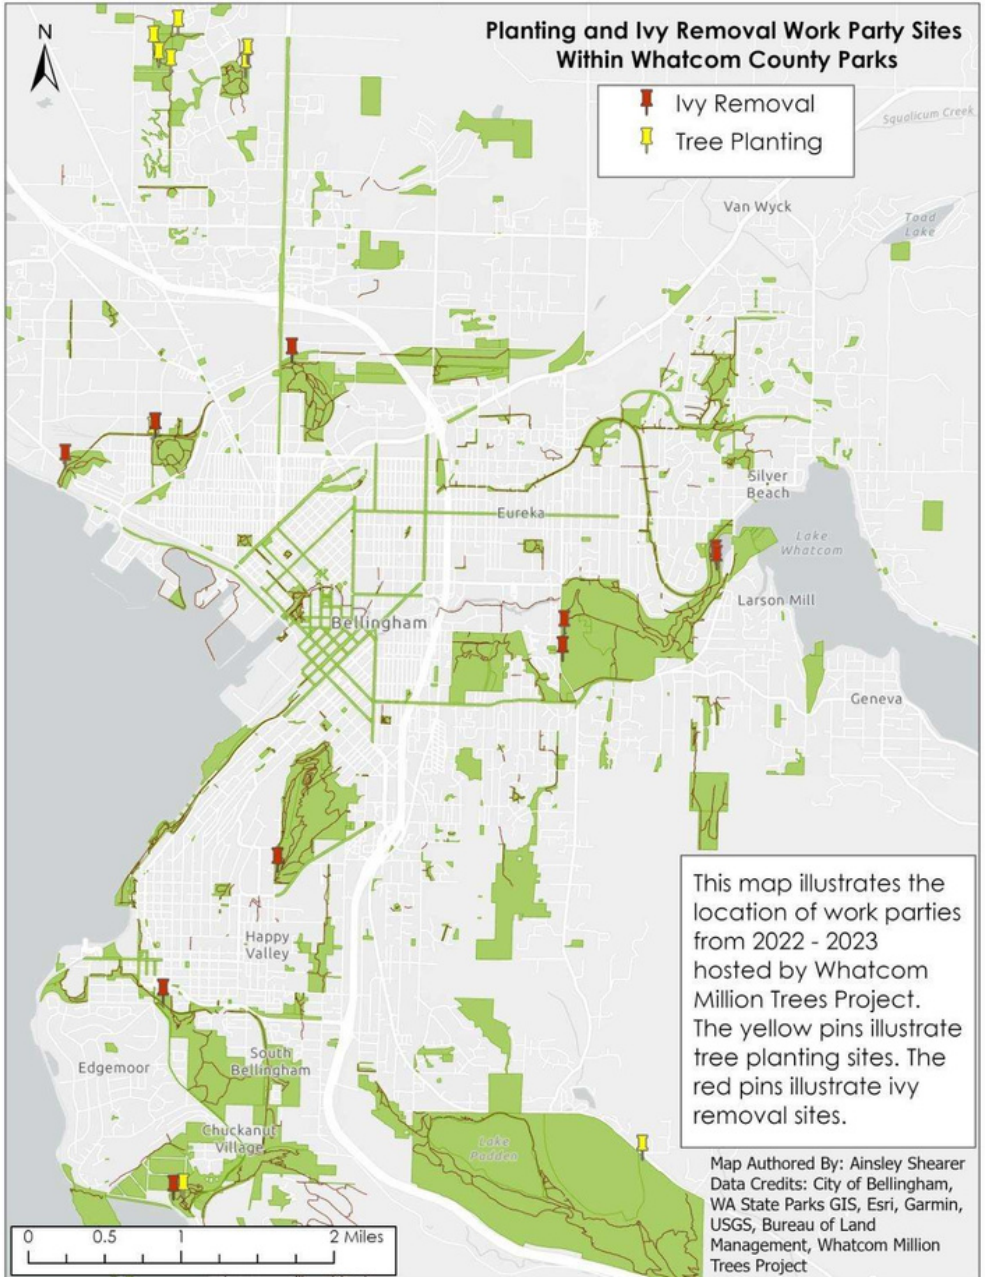 Planting and Ivy Removal Work Party Sites
Within Whatcom County Parks
N
Ivy Removal
Tree Planting
Squalicum Creek
Van Wyck
Toad
Lake
Silver
Beach
Eureka
Lake
Whatcom
Larson Mill
Bellingham
Geneva
Happy
Valley
This map illustrates the
location of work parties
from 2022 - 2023
hosted by Whatcom
Million Trees Project.
The yellow pins illustrate
tree planting sites. The
red pins illustrate ivy
removal sites.
Edgemoor
South
Bellingham
Chuckanut
Village
Lake
Padden
Map Authored By: Ainsley Shearer
Data Credits: City of Bellingham,
WA State Parks GIS, Esri, Garmin,
USGS, Bureau of Land
Management, Whatcom Million
Trees Project
0 0.5 1 2 Miles